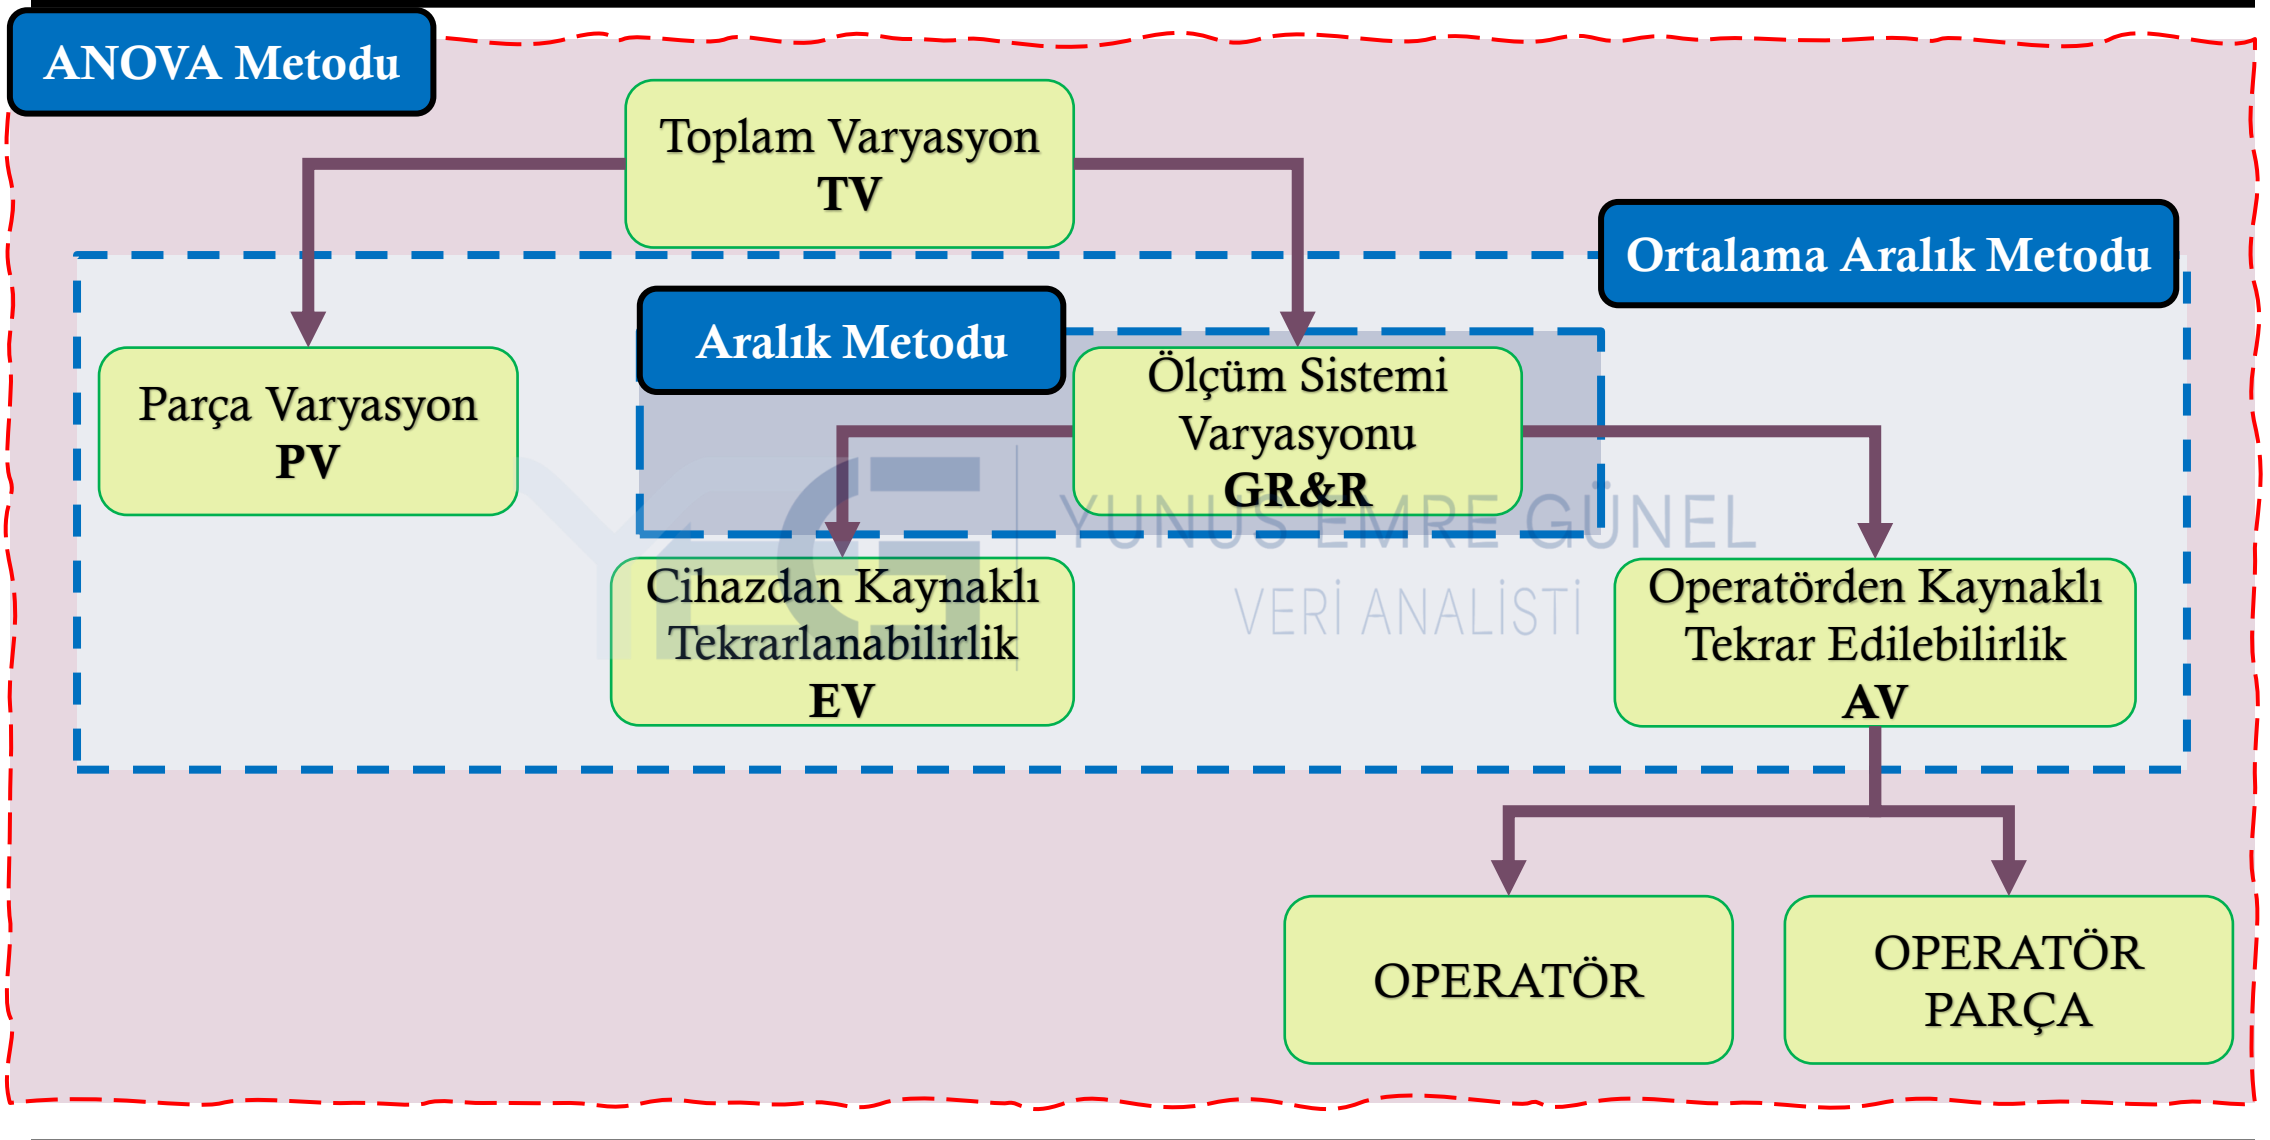 ANOVA Metodu
Toplam Varyasyon
TV
Ortalama Aralık Metodu
Aralık Metodu
Parça Varyasyon
PV
Ölçüm Sistemi
Varyasyonu
GR&R
YG
YUNUS EMRE GÜNEL
VERİ ANALİSTİ
Cihazdan Kaynaklı
Tekrarlanabilirlik
EV
Operatörden Kaynaklı
Tekrar Edilebilirlik
AV
OPERATÖR
OPERATÖR
PARÇA